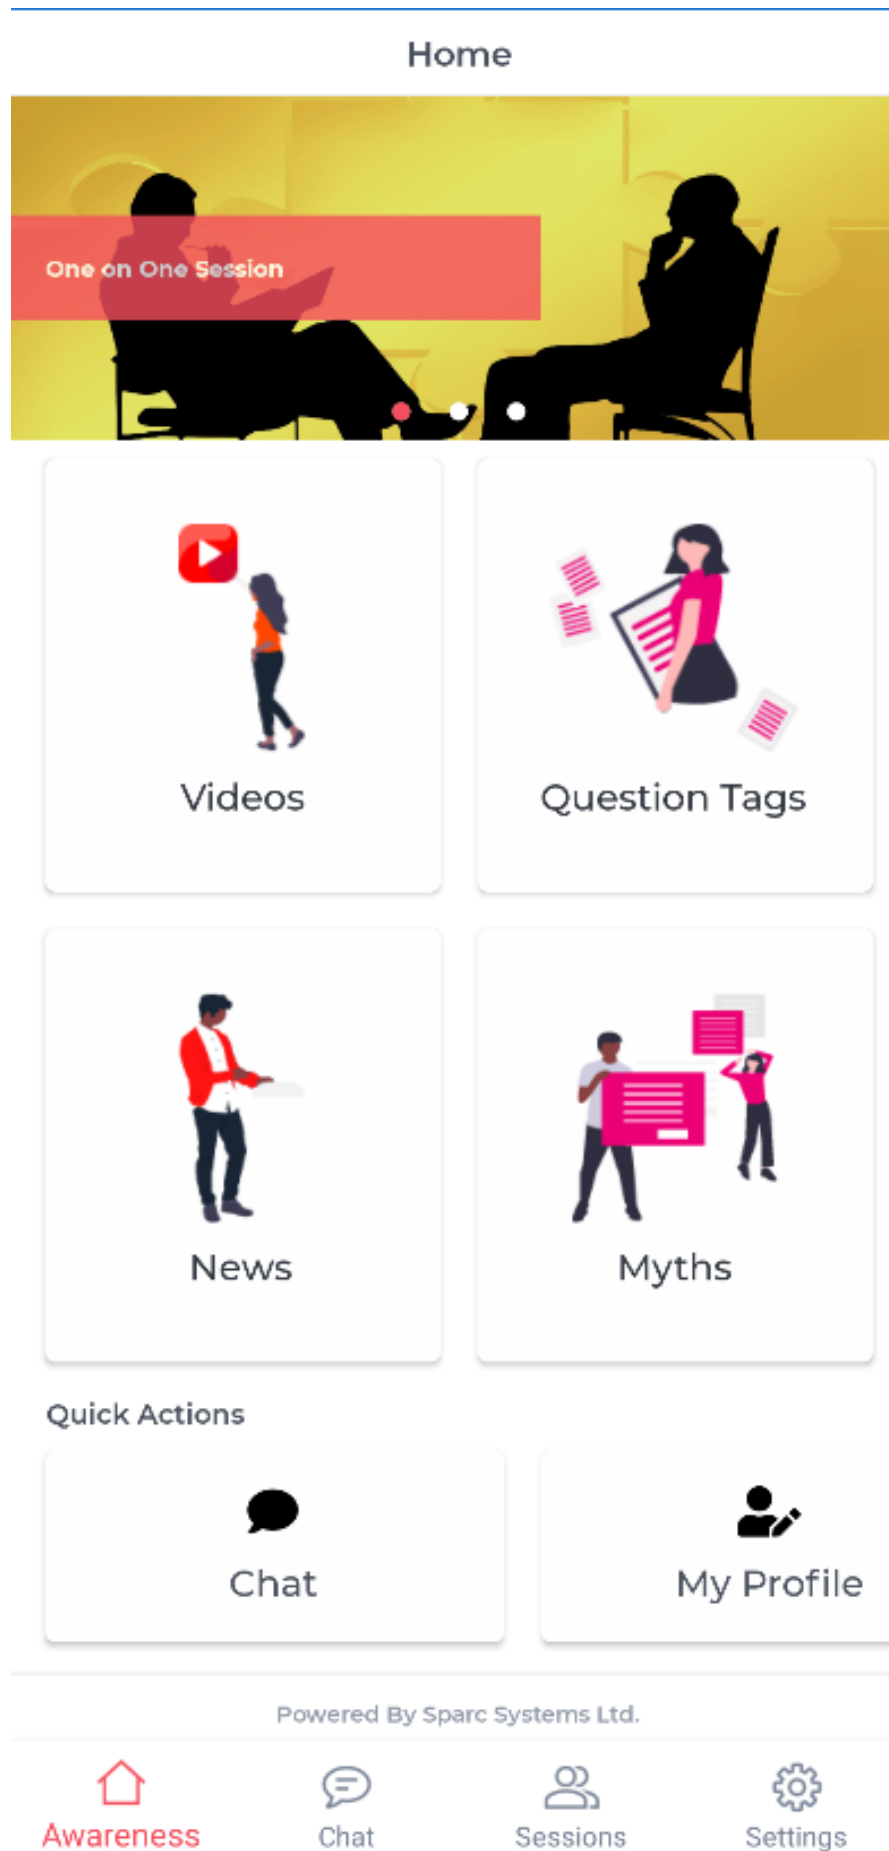 Home
One on One Session
Videos
Question Tags
News
Myths
Quick Actions
Chat
My Profile
Powered By Sparc Systems Ltd.
Awareness
Chat
Sessions
Settings